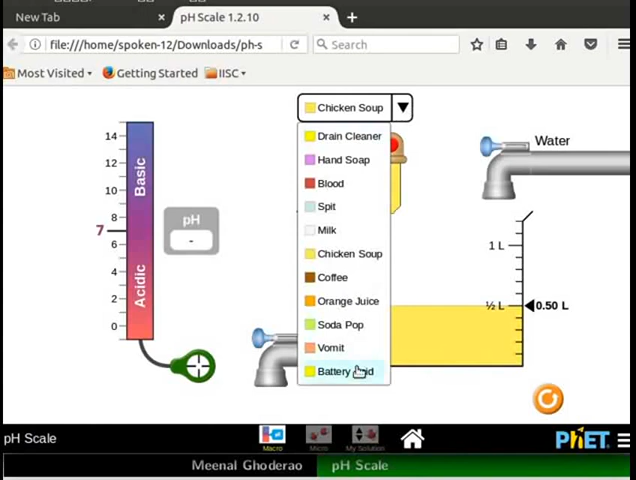 New Tab
pH Scale 1.2.10
file:///home/spoken-12/Downloads/ph-s
Search
Most Visited
Getting Started
IISC
Chicken Soup
Drain Cleaner
Hand Soap
Blood
Spit
Milk
Chicken Soup
Coffee
Orange Juice
Soda Pop
Vomit
Water
14
12
10
8
7
6
4
2
0
Basic
Acidic
pH
-
1 L
½ L
0.50 L
pH Scale
Macro
Micro
My Solution
PhET
Meenal Ghoderao
pH Scale
Battery